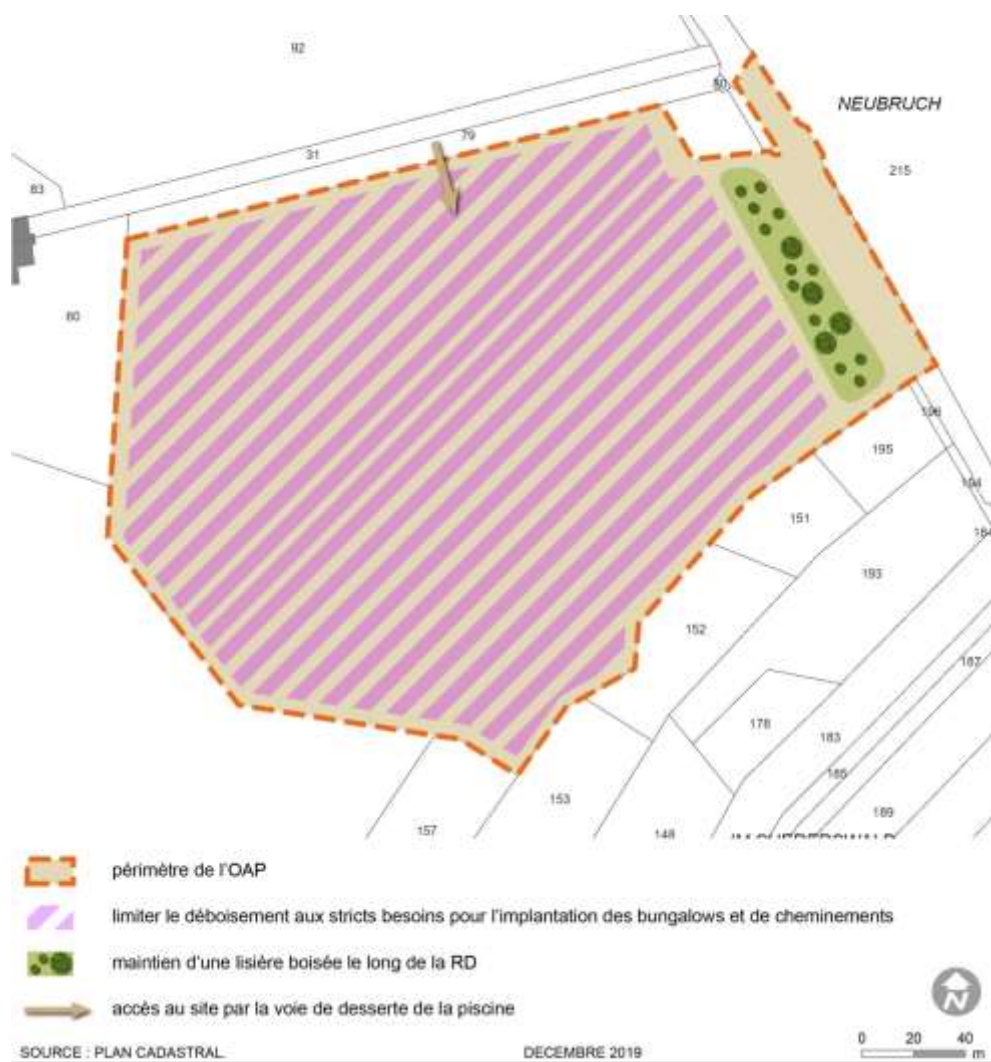 92
NEUBRUCH
80
79
31
215
83
60
196
195
194
151
184
193
152
187
178
183
185
153
189
157
148
périmètre de l'OAP
limiter le déboisement aux stricts besoins pour l'implantation des bungalows et de cheminements
maintien d'une lisière boisée le long de la RD
accès au site par la voie de desserte de la piscine
N
SOURCE : PLAN CADASTRAL
DECEMBRE 2019
0 20 40
m